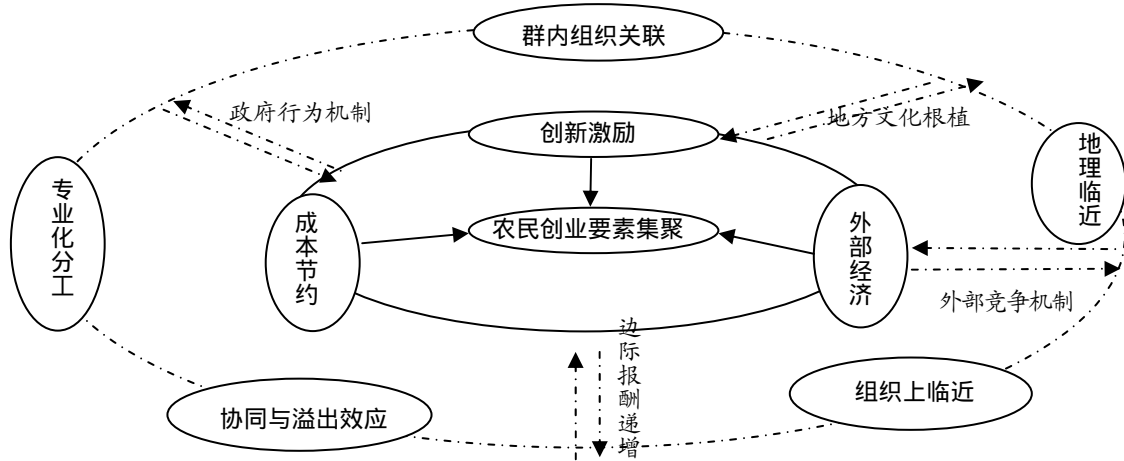 群内组织关联
政府行为机制
创新激励
地方文化根植
地理临近
专业化分工
成本节约
农民创业要素集聚
外部经济
外部竞争机制
边际报酬递增
组织上临近
协同与溢出效应